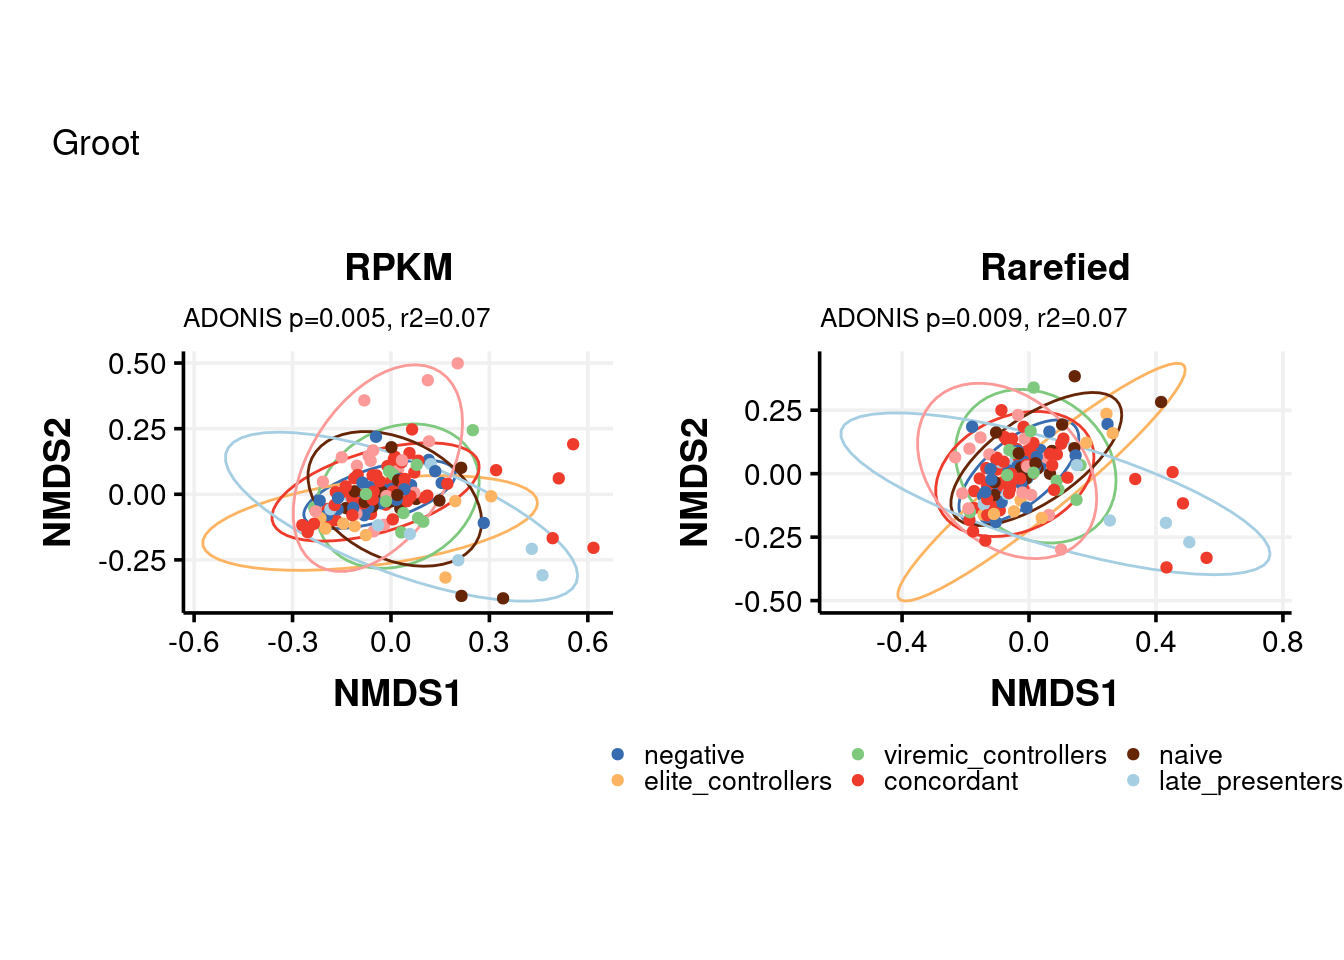 Groot
RPKM
ADONIS p=0.005, r2=0.07
NMDS2
0.50
0.25
0.00
-0.25
-0.6 -0.3 0.0 0.3 0.6
NMDS1
Rarefied
ADONIS p=0.009, r2=0.07
NMDS2
0.25
0.00
-0.25
-0.50
-0.4 0.0 0.4 0.8
NMDS1
negative viremic_controllers naive
elite_controllers concordant late_presenters